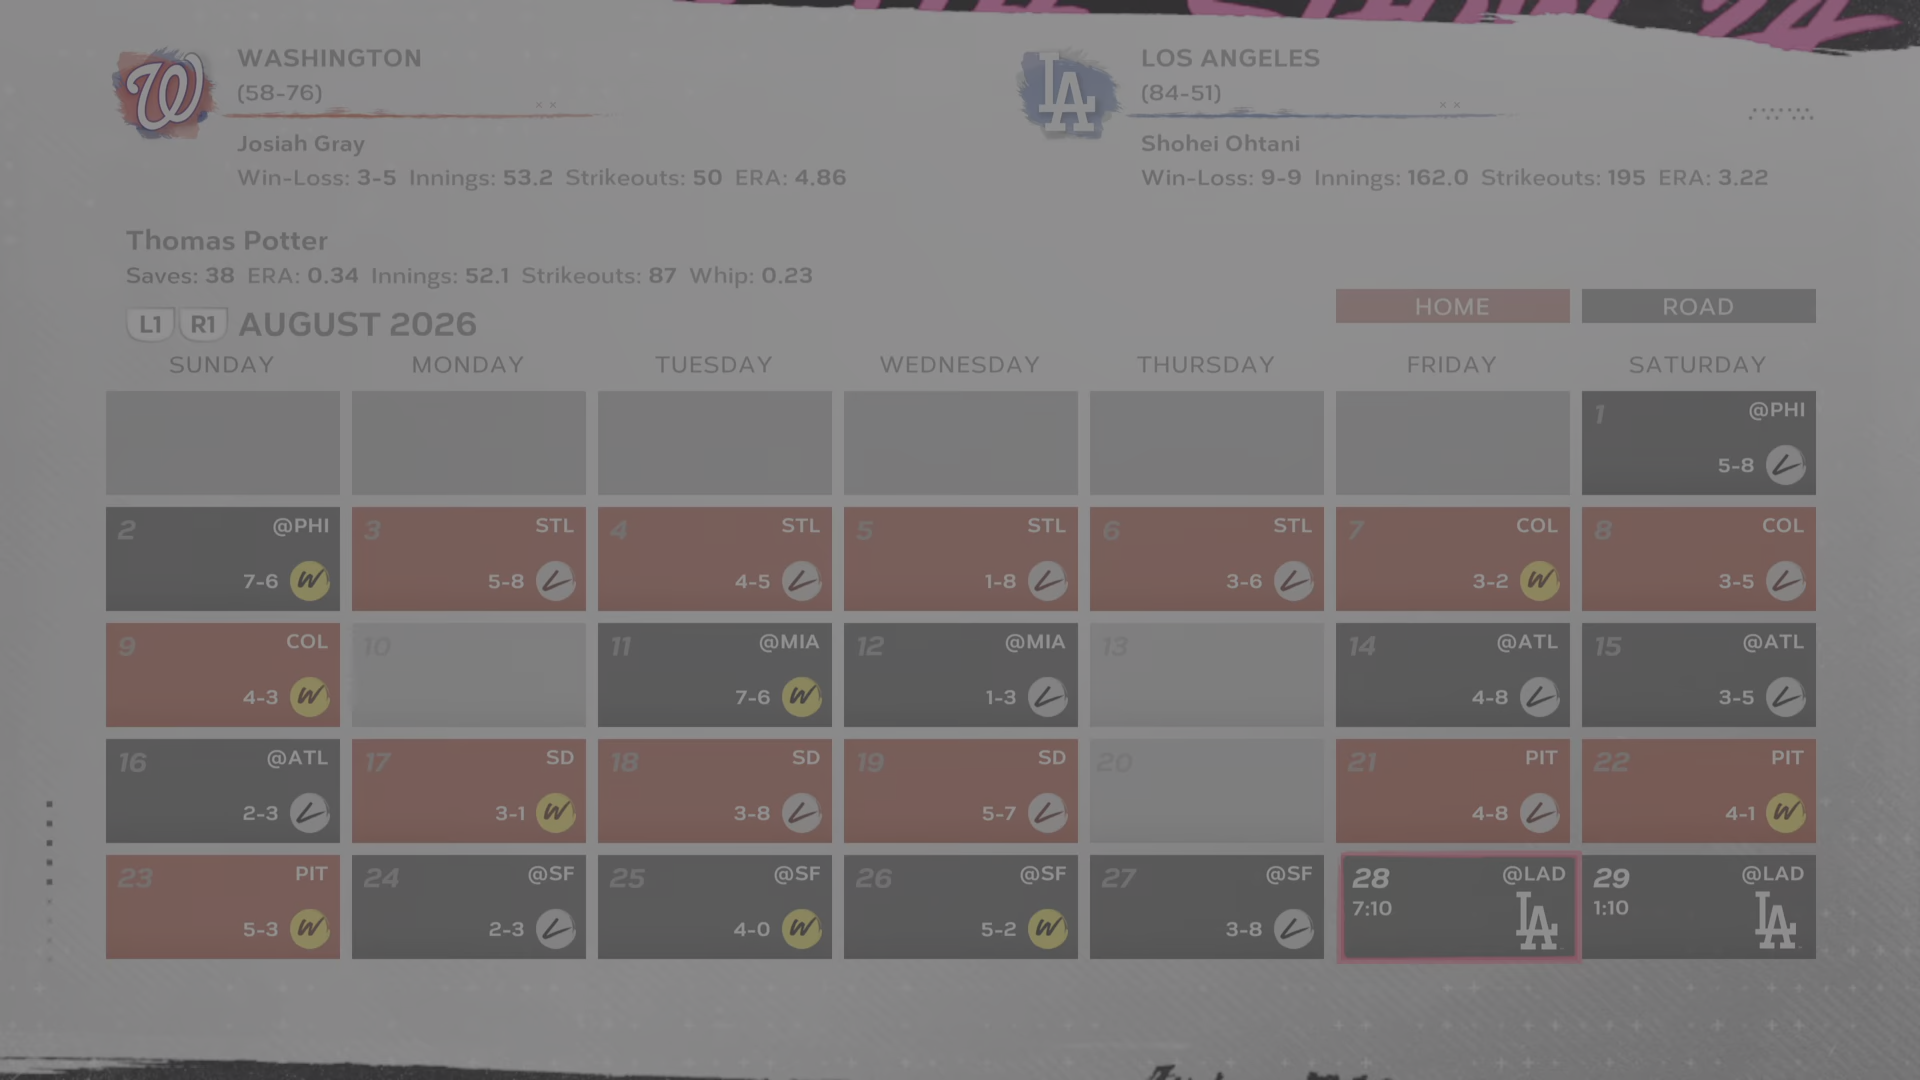 WASHINGTON
(58-76)
Josiah Gray
Win-Loss: 3-5 Innings: 53.2 Strikeouts: 50 ERA: 4.86
LOS ANGELES
(84-51)
Shohei Ohtani
Win-Loss: 9-9 Innings: 162.0 Strikeouts: 195 ERA: 3.22
Thomas Potter
Saves: 38 ERA: 0.34 Innings: 52.1 Strikeouts: 87 Whip: 0.23
L1 R1 AUGUST 2026
HOME ROAD
SUNDAY MONDAY TUESDAY WEDNESDAY THURSDAY FRIDAY SATURDAY
1 @PHI
5-8 L
2 @PHI
7-6 W
3 STL
5-8 L
4 STL
4-5 L
5 STL
1-8 L
6 STL
3-6 L
7 COL
3-2 W
8 COL
3-5 L
9 COL
4-3 W
10
11 @MIA
7-6 W
12 @MIA
1-3 L
13
14 @ATL
4-8 L
15 @ATL
3-5 L
16 @ATL
2-3 L
17 SD
3-1 W
18 SD
3-8 L
19 SD
5-7 L
20
21 PIT
4-8 L
22 PIT
4-1 W
23 PIT
5-3 W
24 @SF
2-3 L
25 @SF
4-0 W
26 @SF
5-2 W
27 @SF
3-8 L
28 @LAD
7:10 LA
29 @LAD
1:10 LA